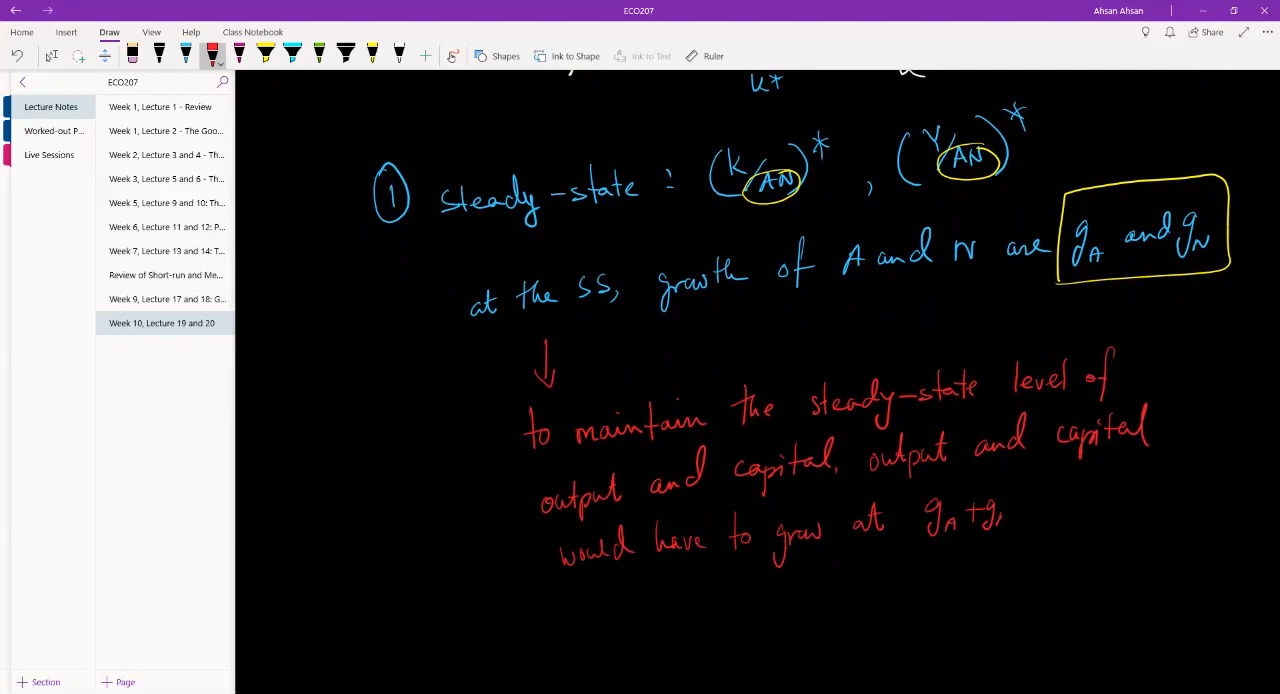 ECO207
Ahsan Ahsan
Home Insert Draw View Help Class Notebook
Share
Shapes Ink to Shape Ink to Text Ruler
ECO207
Lecture Notes
Worked-out P...
Live Sessions
Week 1, Lecture 1 - Review
Week 1, Lecture 2 - The Goo...
Week 2, Lecture 3 and 4 - Th...
Week 3, Lecture 5 and 6 - Th...
Week 5, Lecture 9 and 10: Th...
Week 6, Lecture 11 and 12: P...
Week 7, Lecture 13 and 14: T...
Review of Short-run and Me...
Week 9, Lecture 17 and 18: G...
Week 10, Lecture 19 and 20
Section
Page
K*
① Steady-state : (K/AN)* , (Y/AN)*
at the SS, growth of A and N are g_A and g_N
↓
to maintain the steady-state level of
output and capital, output and capital
would have to grow at g_A + g